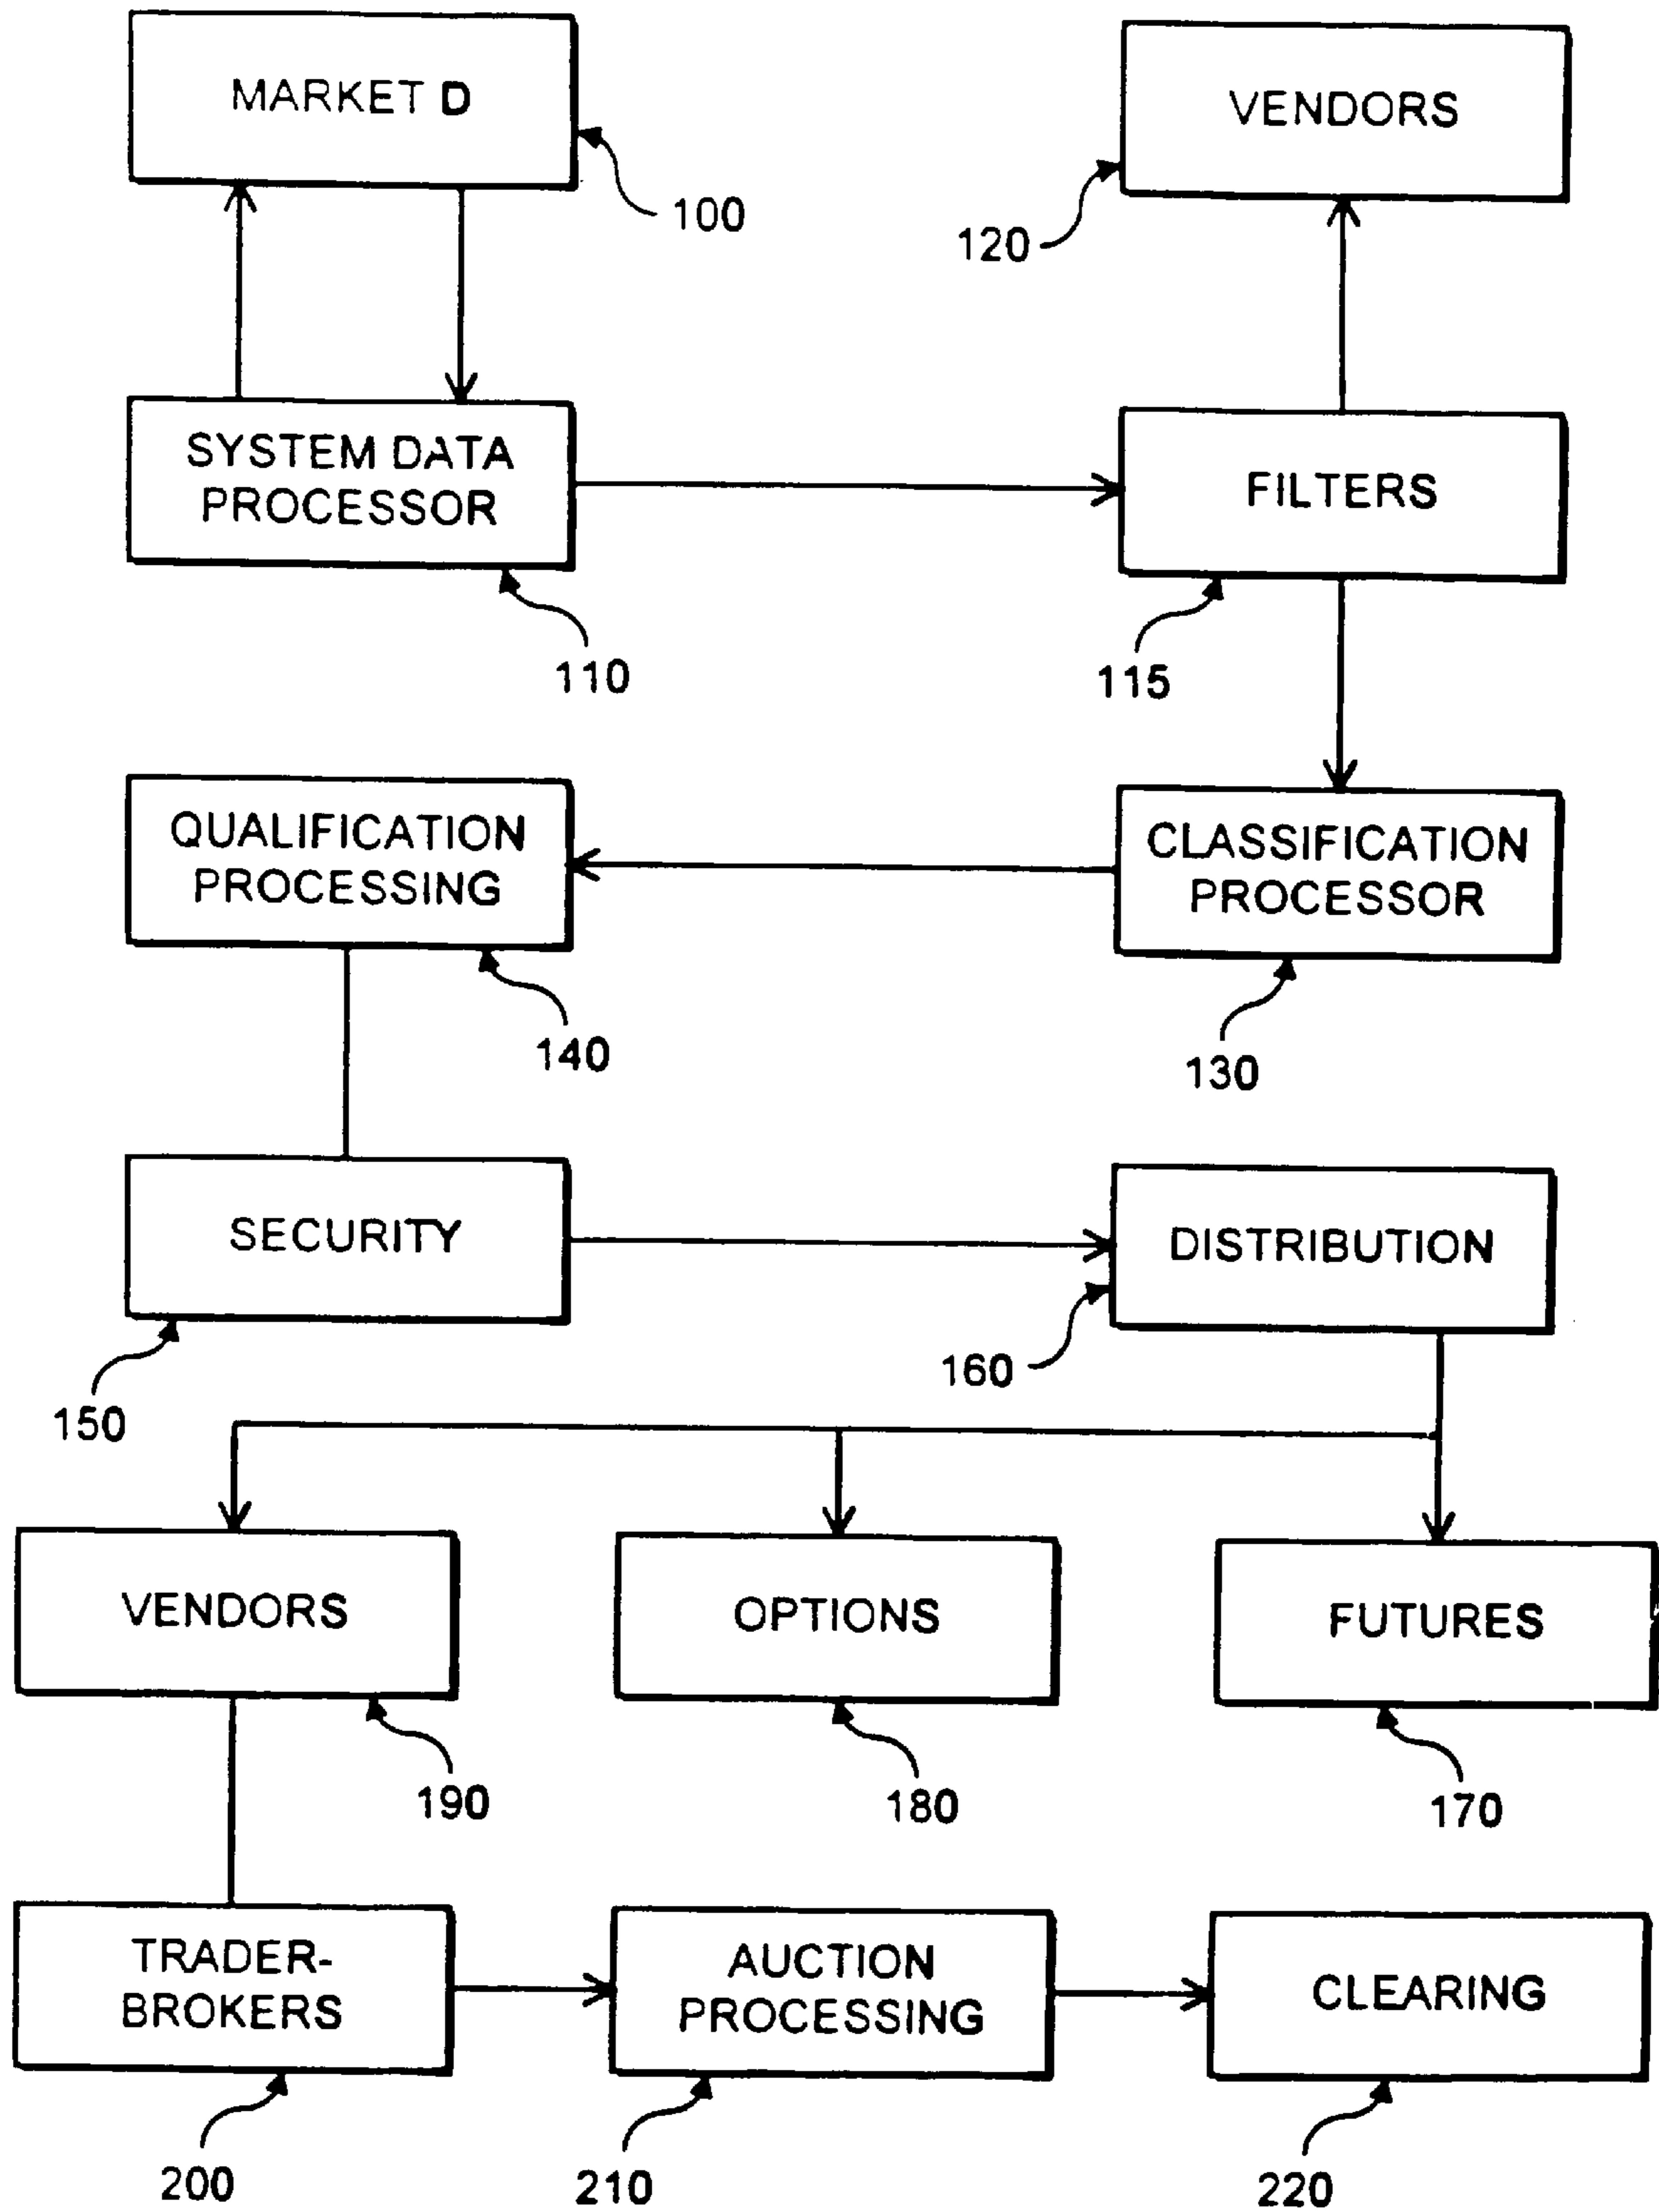 MARKET D
VENDORS
100
120
SYSTEM DATA
PROCESSOR
FILTERS
110
115
QUALIFICATION
PROCESSING
CLASSIFICATION
PROCESSOR
140
130
SECURITY
DISTRIBUTION
160
150
VENDORS
OPTIONS
FUTURES
190
180
170
TRADER-
BROKERS
AUCTION
PROCESSING
CLEARING
200
210
220